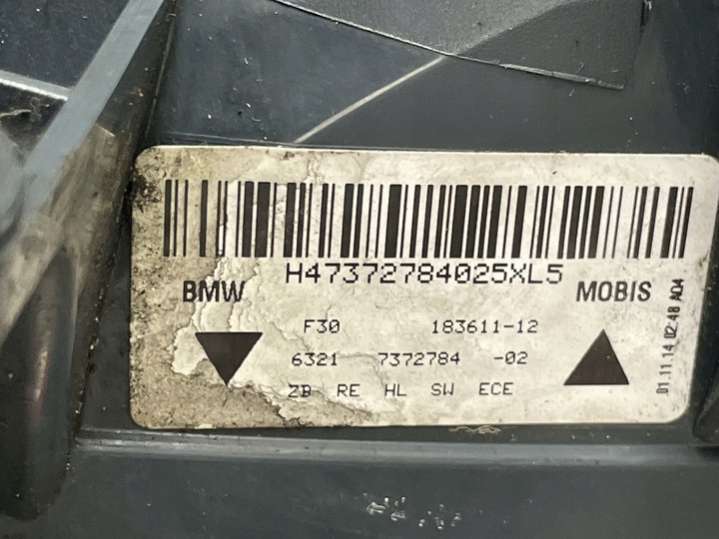 H47372784025XL5
BMW MOBIS
F30 183611-12
6321 7372784 -02
ZB RE HL SW ECE
01.11.14 02:48 A04